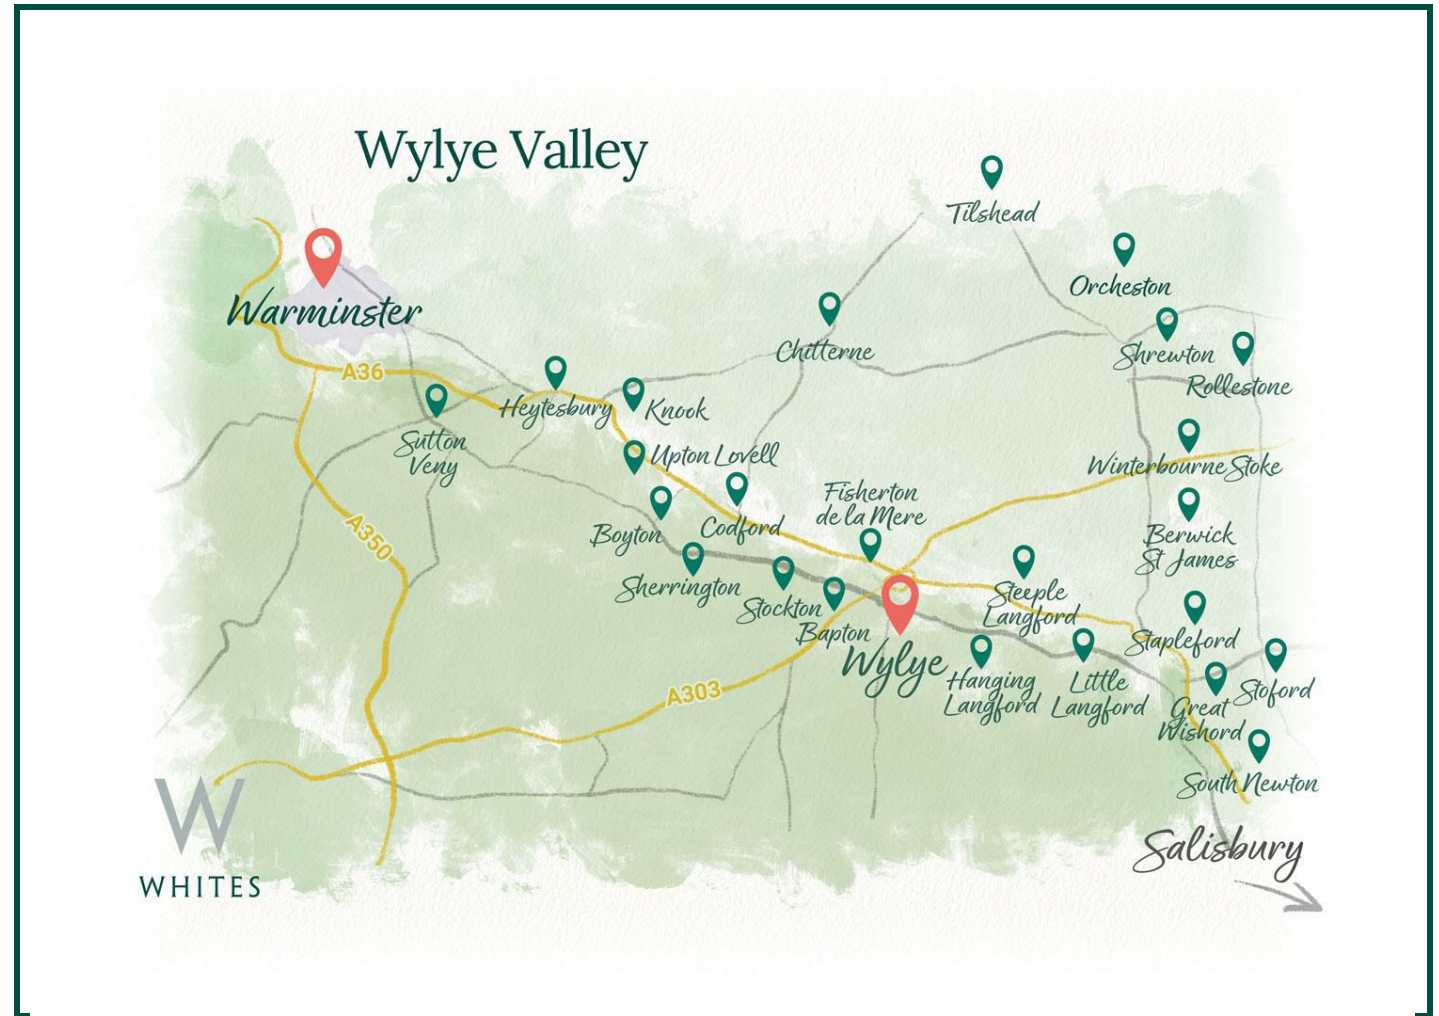 Wylye Valley
Tilshead
Orcheston
Warminster
Chitterne
Shrewton
Rollestone
A36
Heytesbury
Knook
Sutton
Veny
Upton Lovell
Winterbourne Stoke
Fisherton
de la Mere
Codford
Boyton
A350
Berwick
St James
Sherrington
Stockton
Bapton
Steeple
Langford
Stapleford
Wylye
Hanging
Langford
Little
Langford
A303
Stoford
Great
Wishord
South Newton
W
WHITES
Salisbury